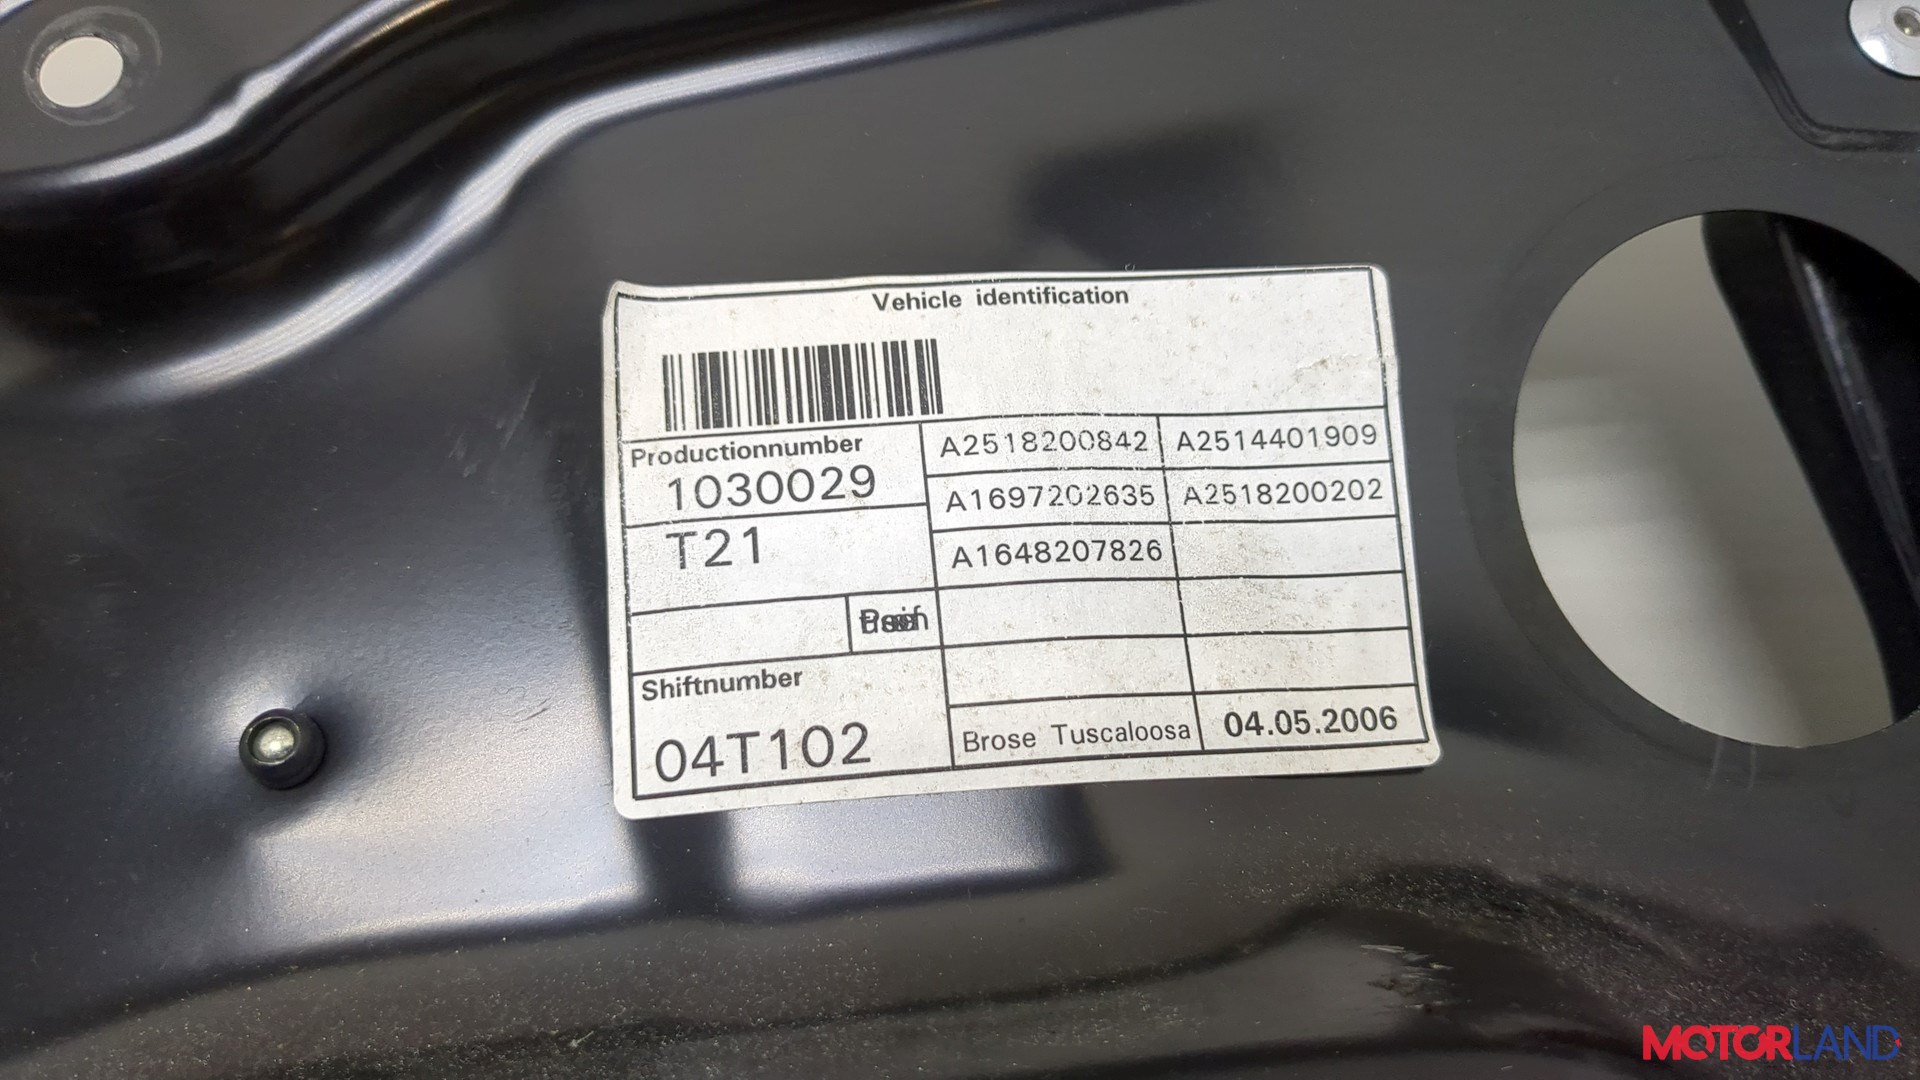 Vehicle identification
Productionnumber
1030029
T21
A2518200842 A2514401909
A1697202635 A2518200202
A1648207826
Shiftnumber
04T102
Brose Tuscaloosa 04.05.2006
MOTORLAND